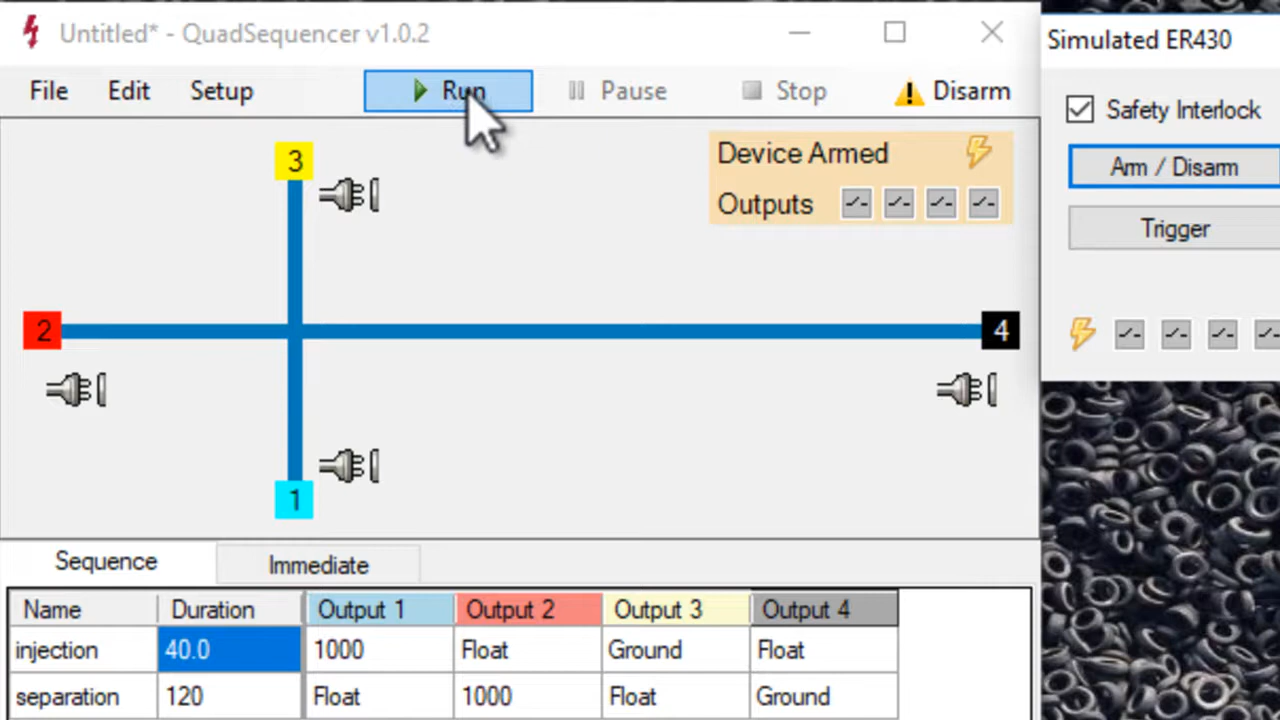 Untitled* - QuadSequencer v1.0.2
File Edit Setup Run Pause Stop Disarm
Simulated ER430
Safety Interlock
Arm / Disarm
Trigger
3
Device Armed
Outputs
2
4
1
Sequence Immediate
Name Duration Output 1 Output 2 Output 3 Output 4
injection 40.0 1000 Float Ground Float
separation 120 Float 1000 Float Ground